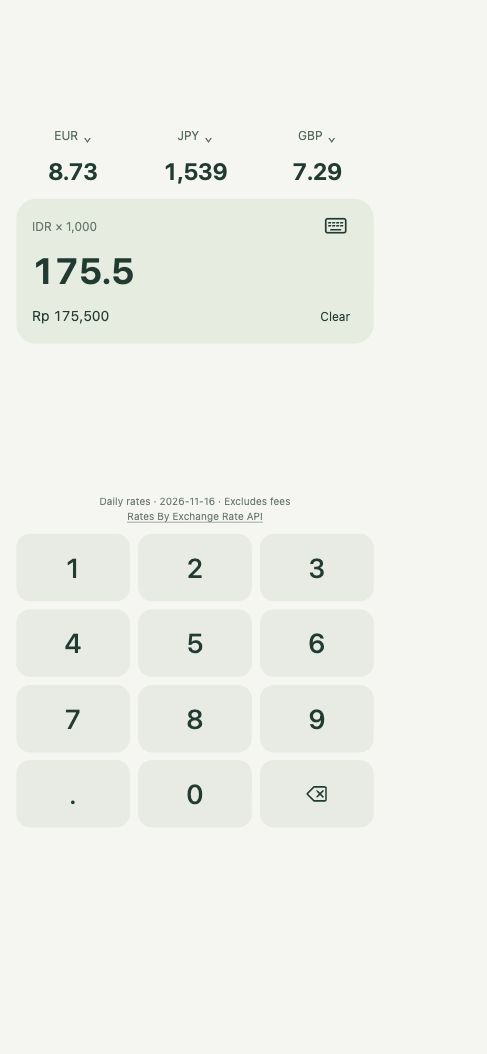 EUR JPY GBP
8.73 1,539 7.29
IDR × 1,000
175.5
Rp 175,500 Clear
Daily rates · 2026-11-16 · Excludes fees
Rates By Exchange Rate API
1 2 3
4 5 6
7 8 9
. 0